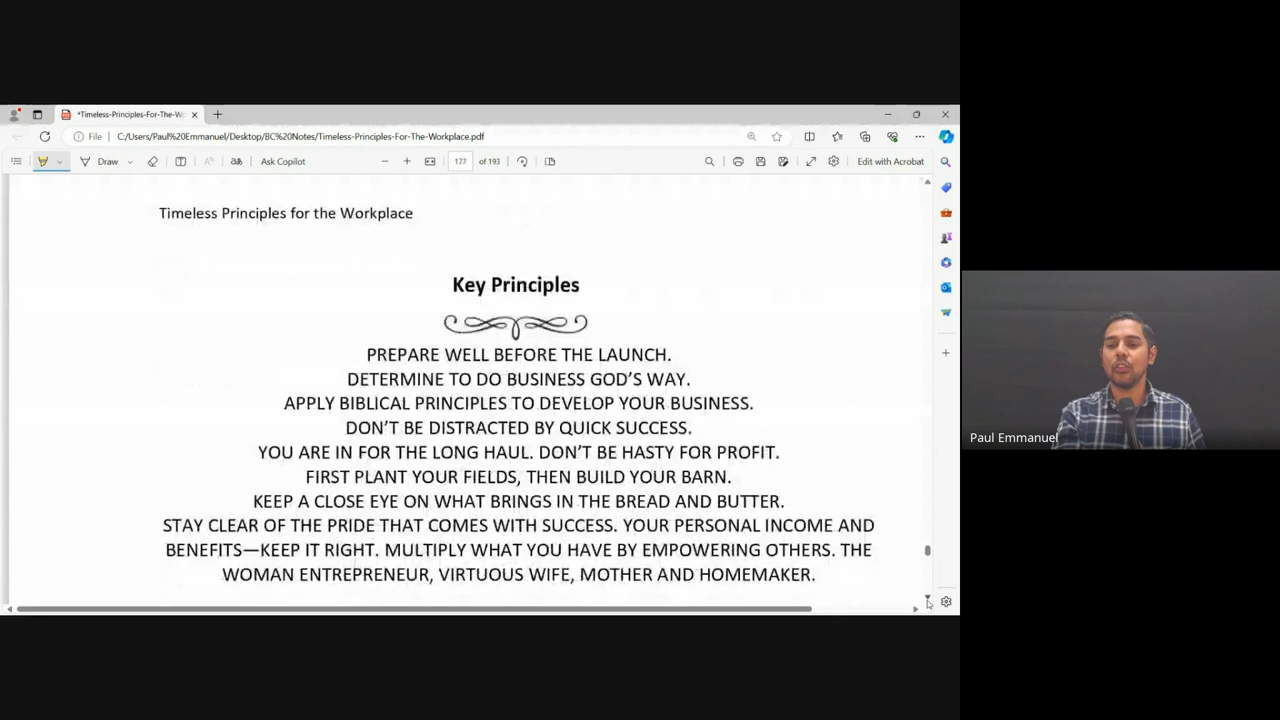 *Timeless-Principles-For-The-Wo
File
C:/Users/Paul%20Emmanuel/Desktop/BC%20Notes/Timeless-Principles-For-The-Workplace.pdf
Draw
Ask Copilot
177 of 193
Edit with Acrobat
Timeless Principles for the Workplace
Key Principles
PREPARE WELL BEFORE THE LAUNCH.
DETERMINE TO DO BUSINESS GOD’S WAY.
APPLY BIBLICAL PRINCIPLES TO DEVELOP YOUR BUSINESS.
DON’T BE DISTRACTED BY QUICK SUCCESS.
YOU ARE IN FOR THE LONG HAUL. DON’T BE HASTY FOR PROFIT.
FIRST PLANT YOUR FIELDS, THEN BUILD YOUR BARN.
KEEP A CLOSE EYE ON WHAT BRINGS IN THE BREAD AND BUTTER.
STAY CLEAR OF THE PRIDE THAT COMES WITH SUCCESS. YOUR PERSONAL INCOME AND
BENEFITS—KEEP IT RIGHT. MULTIPLY WHAT YOU HAVE BY EMPOWERING OTHERS. THE
WOMAN ENTREPRENEUR, VIRTUOUS WIFE, MOTHER AND HOMEMAKER.
Paul Emmanuel